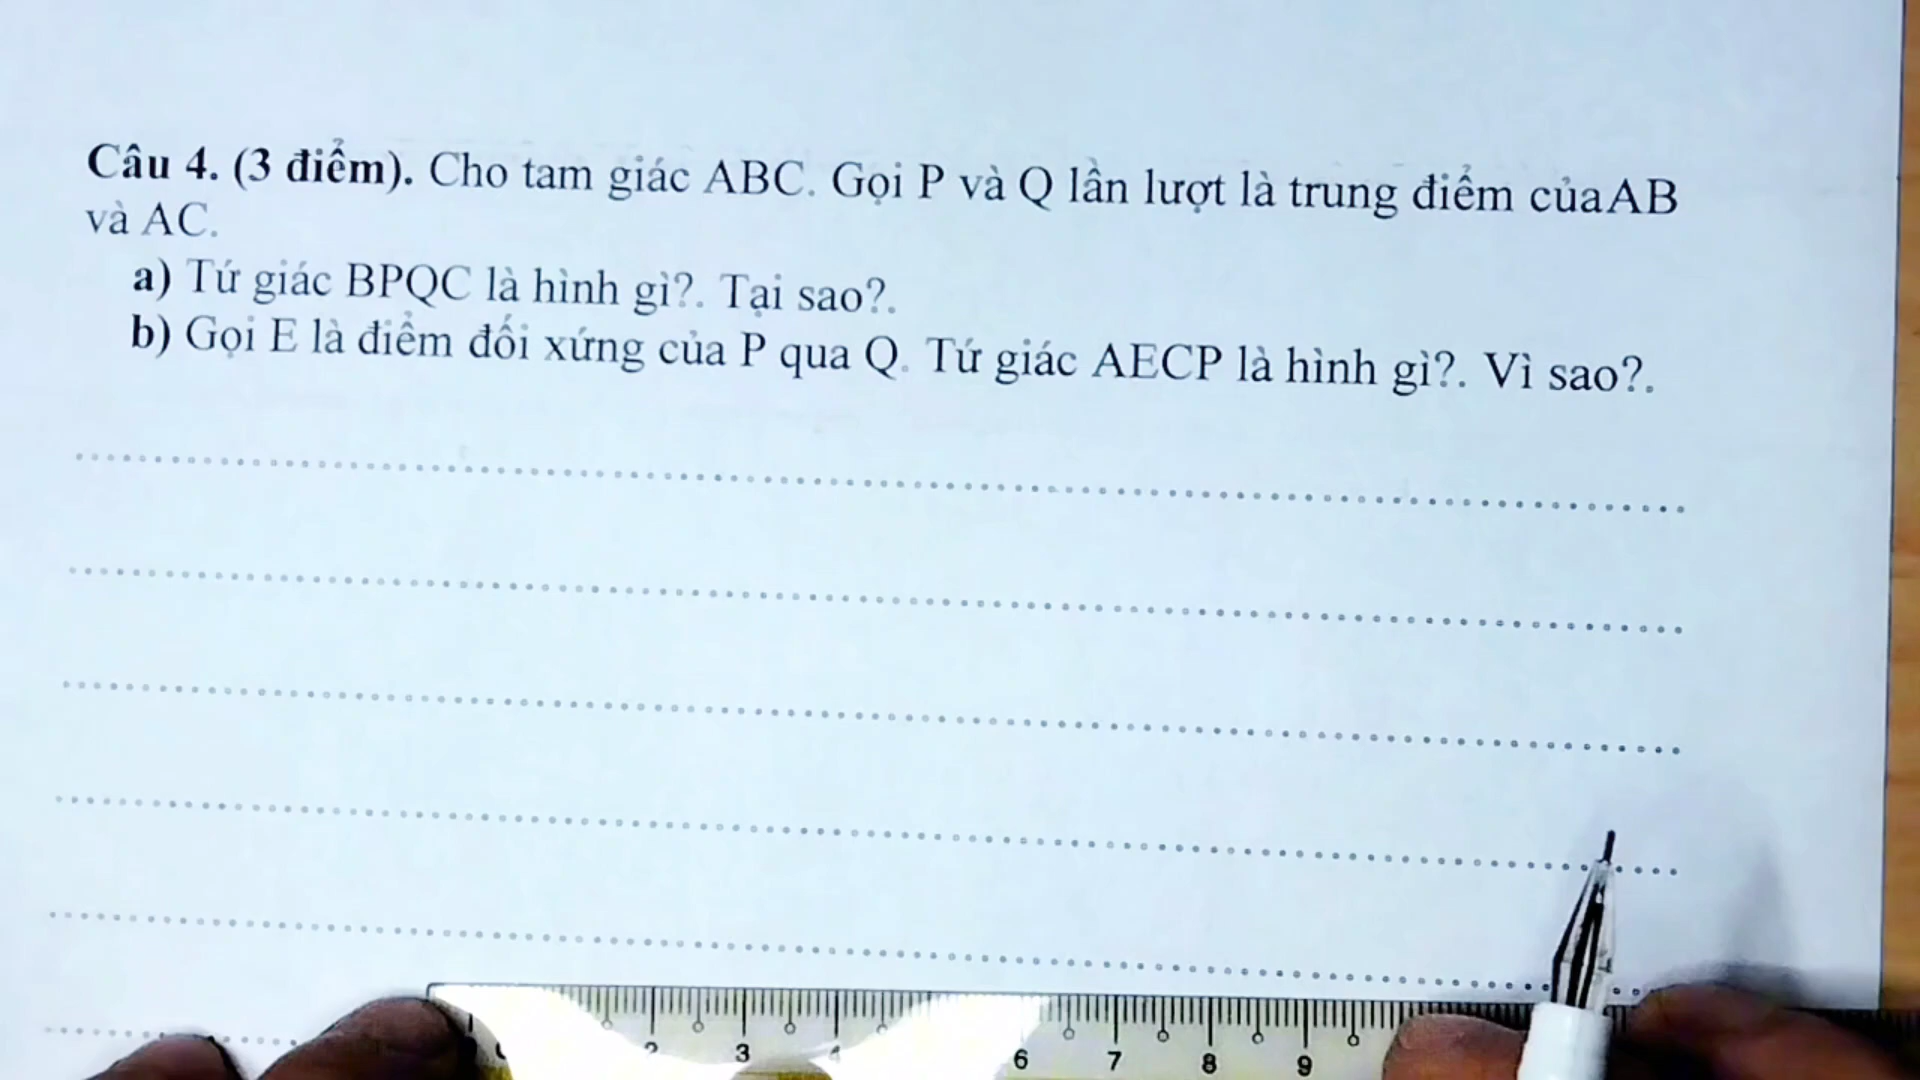 Câu 4. (3 điểm). Cho tam giác ABC. Gọi P và Q lần lượt là trung điểm củaAB
và AC.
a) Tứ giác BPQC là hình gì?. Tại sao?.
b) Gọi E là điểm đối xứng của P qua Q. Tứ giác AECP là hình gì?. Vì sao?.
3 6 7 8 9